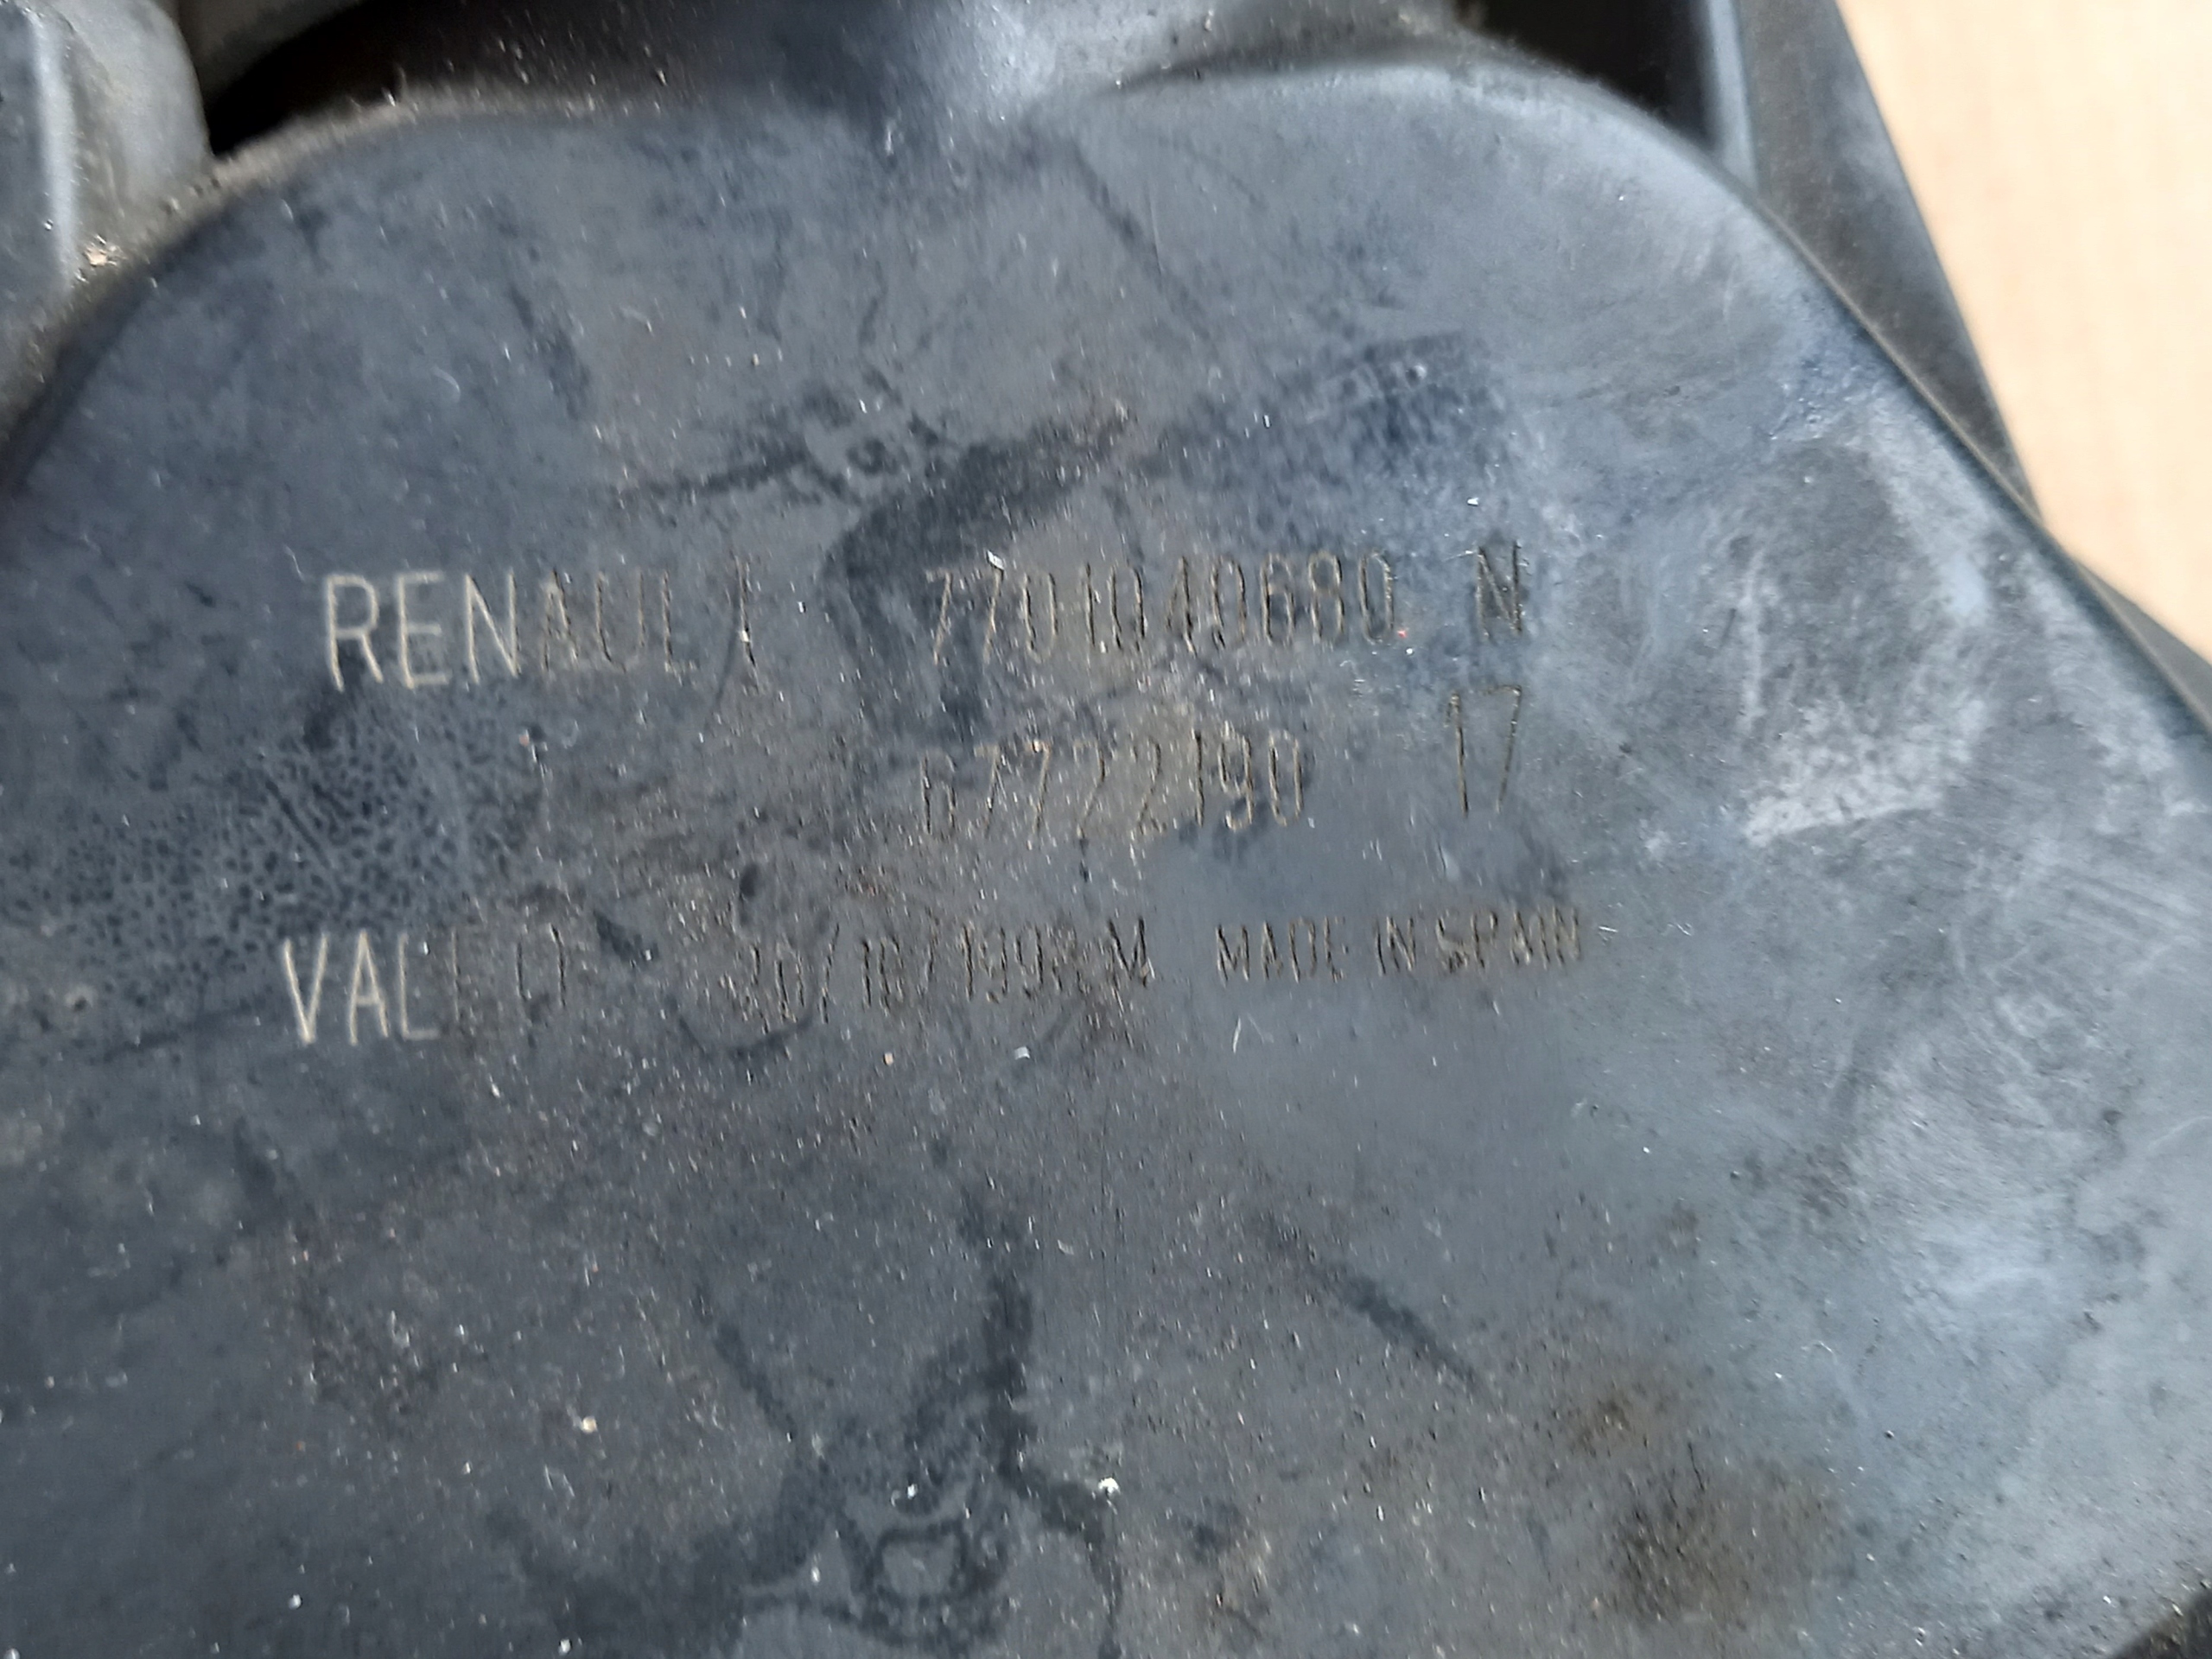 RENAULT 7701040680 N
67722190 17
VALEO M MADE IN SPAIN